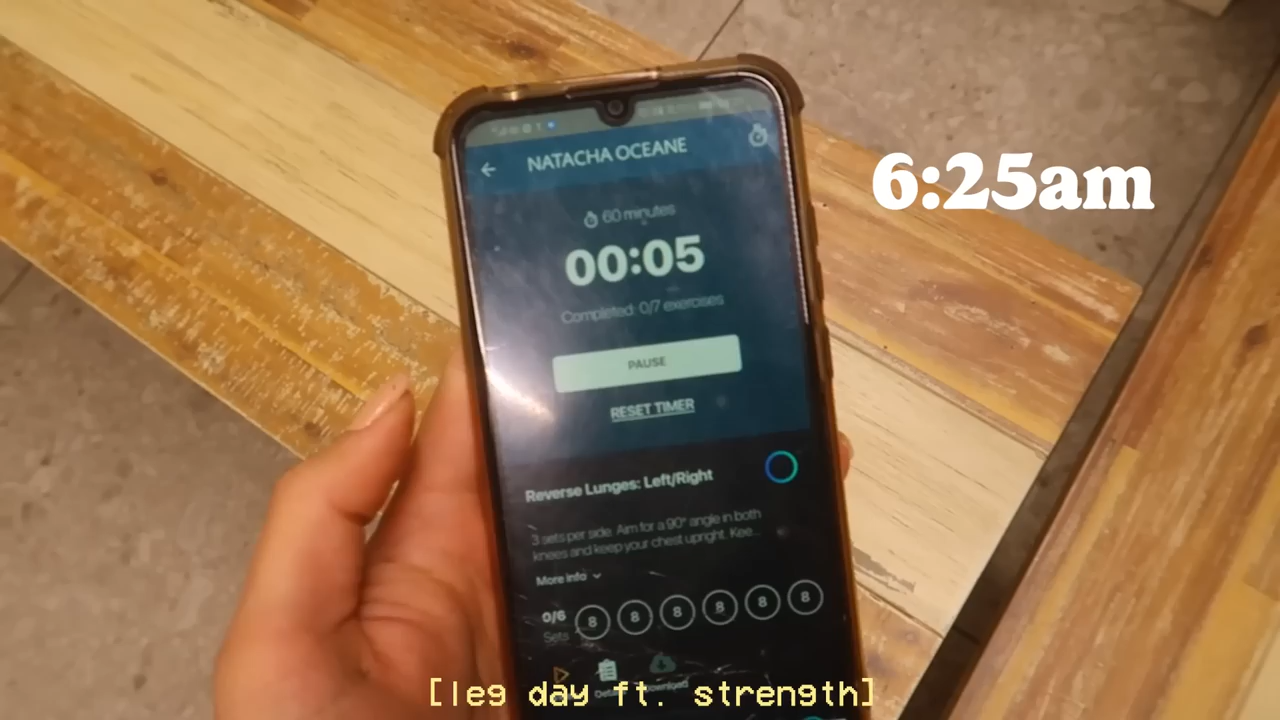 NATACHA OCEANE
60 minutes
00:05
6:25am
Completed: 0/7 exercises
PAUSE
RESET TIMER
Reverse Lunges: Left/Right
3 sets per side. Aim for a 90° angle in both
knees and keep your chest upright. Kee...
More info
0/6 8 8 8 8 8 8
Sets
[leg day ft. strength]